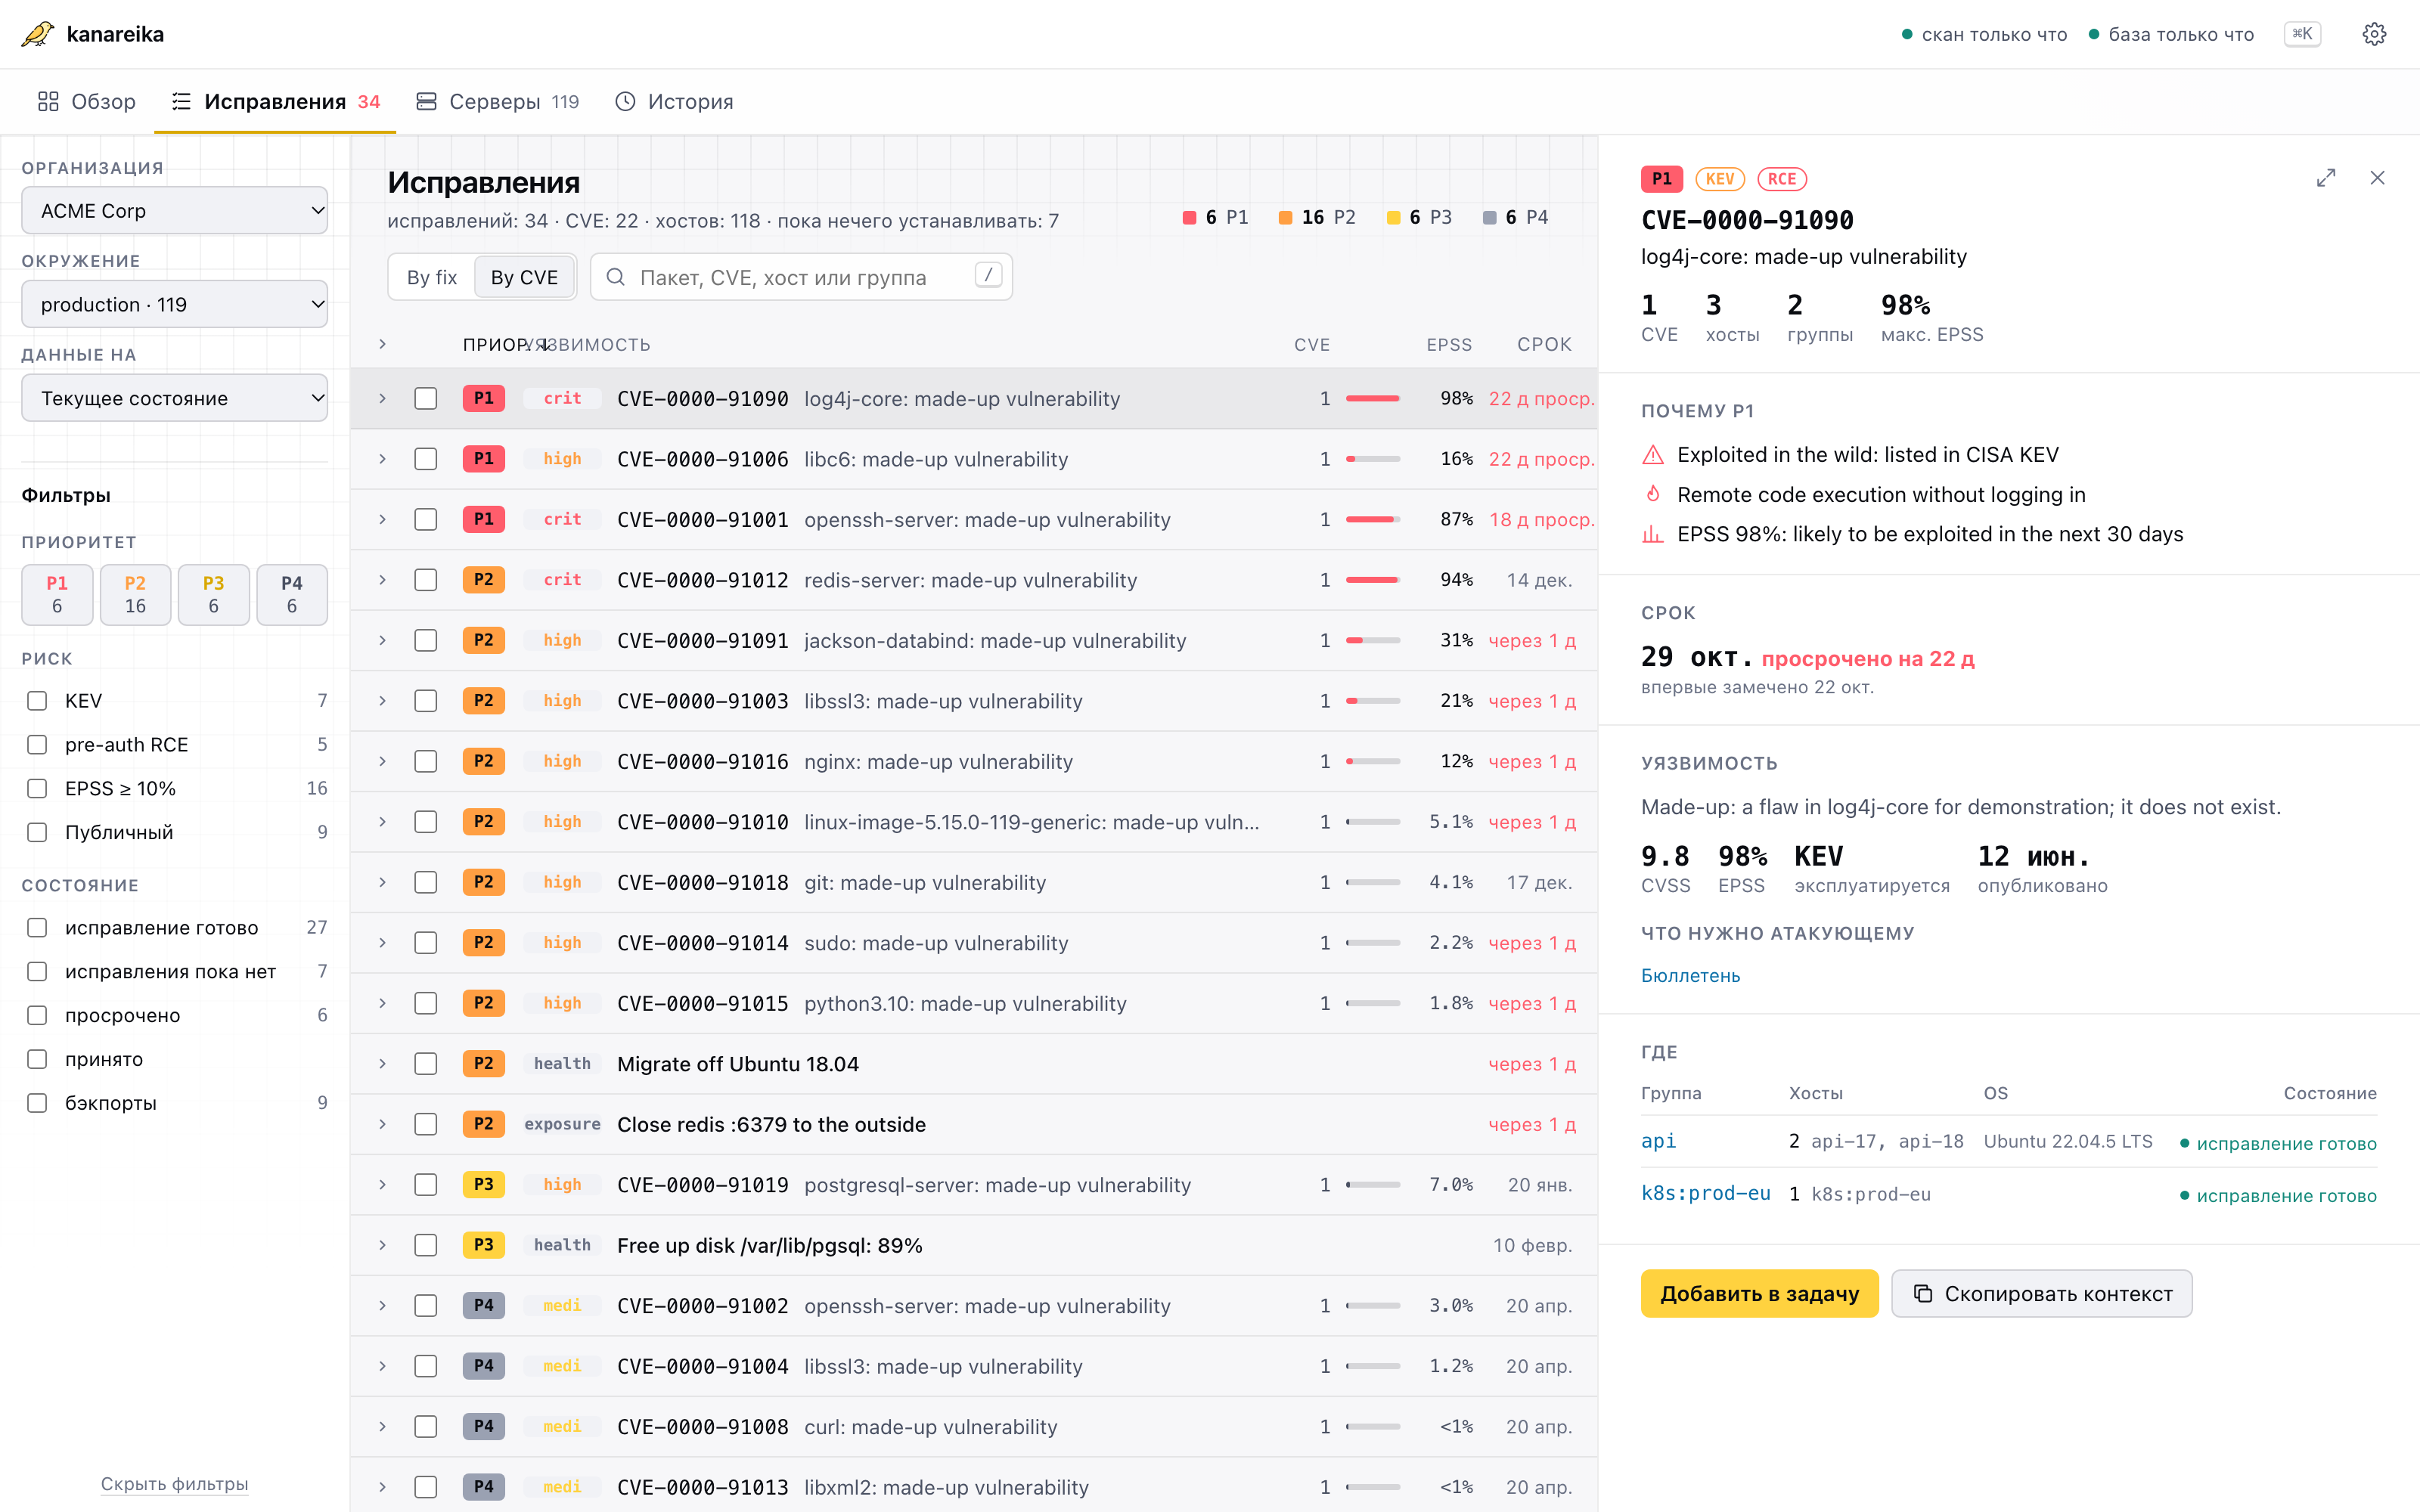 kanareika
скан только что
база только что
⌘K
Обзор
Исправления 34
Серверы 119
История
ОРГАНИЗАЦИЯ
ACME Corp
ОКРУЖЕНИЕ
production · 119
ДАННЫЕ НА
Текущее состояние
Фильтры
ПРИОРИТЕТ
P1 P2 P3 P4
6 16 6 6
РИСК
KEV 7
pre-auth RCE 5
EPSS ≥ 10% 16
Публичный 9
СОСТОЯНИЕ
исправление готово 27
исправления пока нет 7
просрочено 6
принято
бэкпорты 9
Скрыть фильтры
Исправления
исправлений: 34 · CVE: 22 · хостов: 118 · пока нечего устанавливать: 7
6 P1 16 P2 6 P3 6 P4
By fix By CVE
Пакет, CVE, хост или группа /
ПРИОР. ↓ УЯЗВИМОСТЬ CVE EPSS СРОК
P1 crit CVE-0000-91090 log4j-core: made-up vulnerability 1 98% 22 д проср.
P1 high CVE-0000-91006 libc6: made-up vulnerability 1 16% 22 д проср.
P1 crit CVE-0000-91001 openssh-server: made-up vulnerability 1 87% 18 д проср.
P2 crit CVE-0000-91012 redis-server: made-up vulnerability 1 94% 14 дек.
P2 high CVE-0000-91091 jackson-databind: made-up vulnerability 1 31% через 1 д
P2 high CVE-0000-91003 libssl3: made-up vulnerability 1 21% через 1 д
P2 high CVE-0000-91016 nginx: made-up vulnerability 1 12% через 1 д
P2 high CVE-0000-91010 linux-image-5.15.0-119-generic: made-up vuln... 1 5.1% через 1 д
P2 high CVE-0000-91018 git: made-up vulnerability 1 4.1% 17 дек.
P2 high CVE-0000-91014 sudo: made-up vulnerability 1 2.2% через 1 д
P2 high CVE-0000-91015 python3.10: made-up vulnerability 1 1.8% через 1 д
P2 health Migrate off Ubuntu 18.04 через 1 д
P2 exposure Close redis :6379 to the outside через 1 д
P3 high CVE-0000-91019 postgresql-server: made-up vulnerability 1 7.0% 20 янв.
P3 health Free up disk /var/lib/pgsql: 89% 10 февр.
P4 medi CVE-0000-91002 openssh-server: made-up vulnerability 1 3.0% 20 апр.
P4 medi CVE-0000-91004 libssl3: made-up vulnerability 1 1.2% 20 апр.
P4 medi CVE-0000-91008 curl: made-up vulnerability 1 <1% 20 апр.
P4 medi CVE-0000-91013 libxml2: made-up vulnerability 1 <1% 20 апр.
P1 KEV RCE
CVE-0000-91090
log4j-core: made-up vulnerability
1 3 2 98%
CVE хосты группы макс. EPSS
ПОЧЕМУ P1
Exploited in the wild: listed in CISA KEV
Remote code execution without logging in
EPSS 98%: likely to be exploited in the next 30 days
СРОК
29 окт. просрочено на 22 д
впервые замечено 22 окт.
УЯЗВИМОСТЬ
Made-up: a flaw in log4j-core for demonstration; it does not exist.
9.8 98% KEV 12 июн.
CVSS EPSS эксплуатируется опубликовано
ЧТО НУЖНО АТАКУЮЩЕМУ
Бюллетень
ГДЕ
Группа Хосты OS Состояние
api 2 api-17, api-18 Ubuntu 22.04.5 LTS исправление готово
k8s:prod-eu 1 k8s:prod-eu исправление готово
Добавить в задачу Скопировать контекст